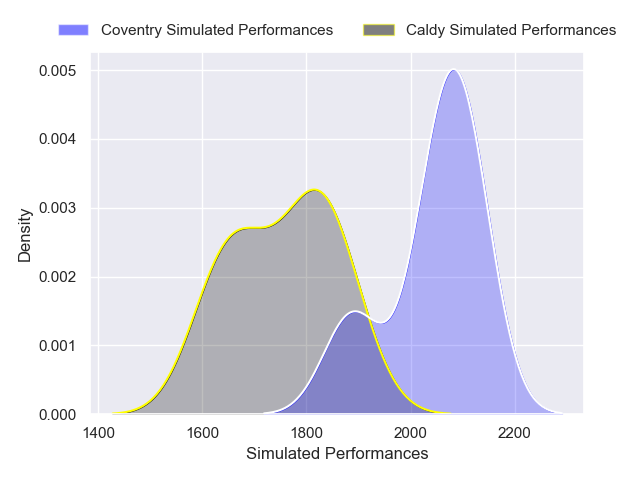 Coventry Simulated Performances Caldy Simulated Performances
0.005
0.004
0.003
0.002
0.001
0.000
Density
1400 1600 1800 2000 2200
Simulated Performances